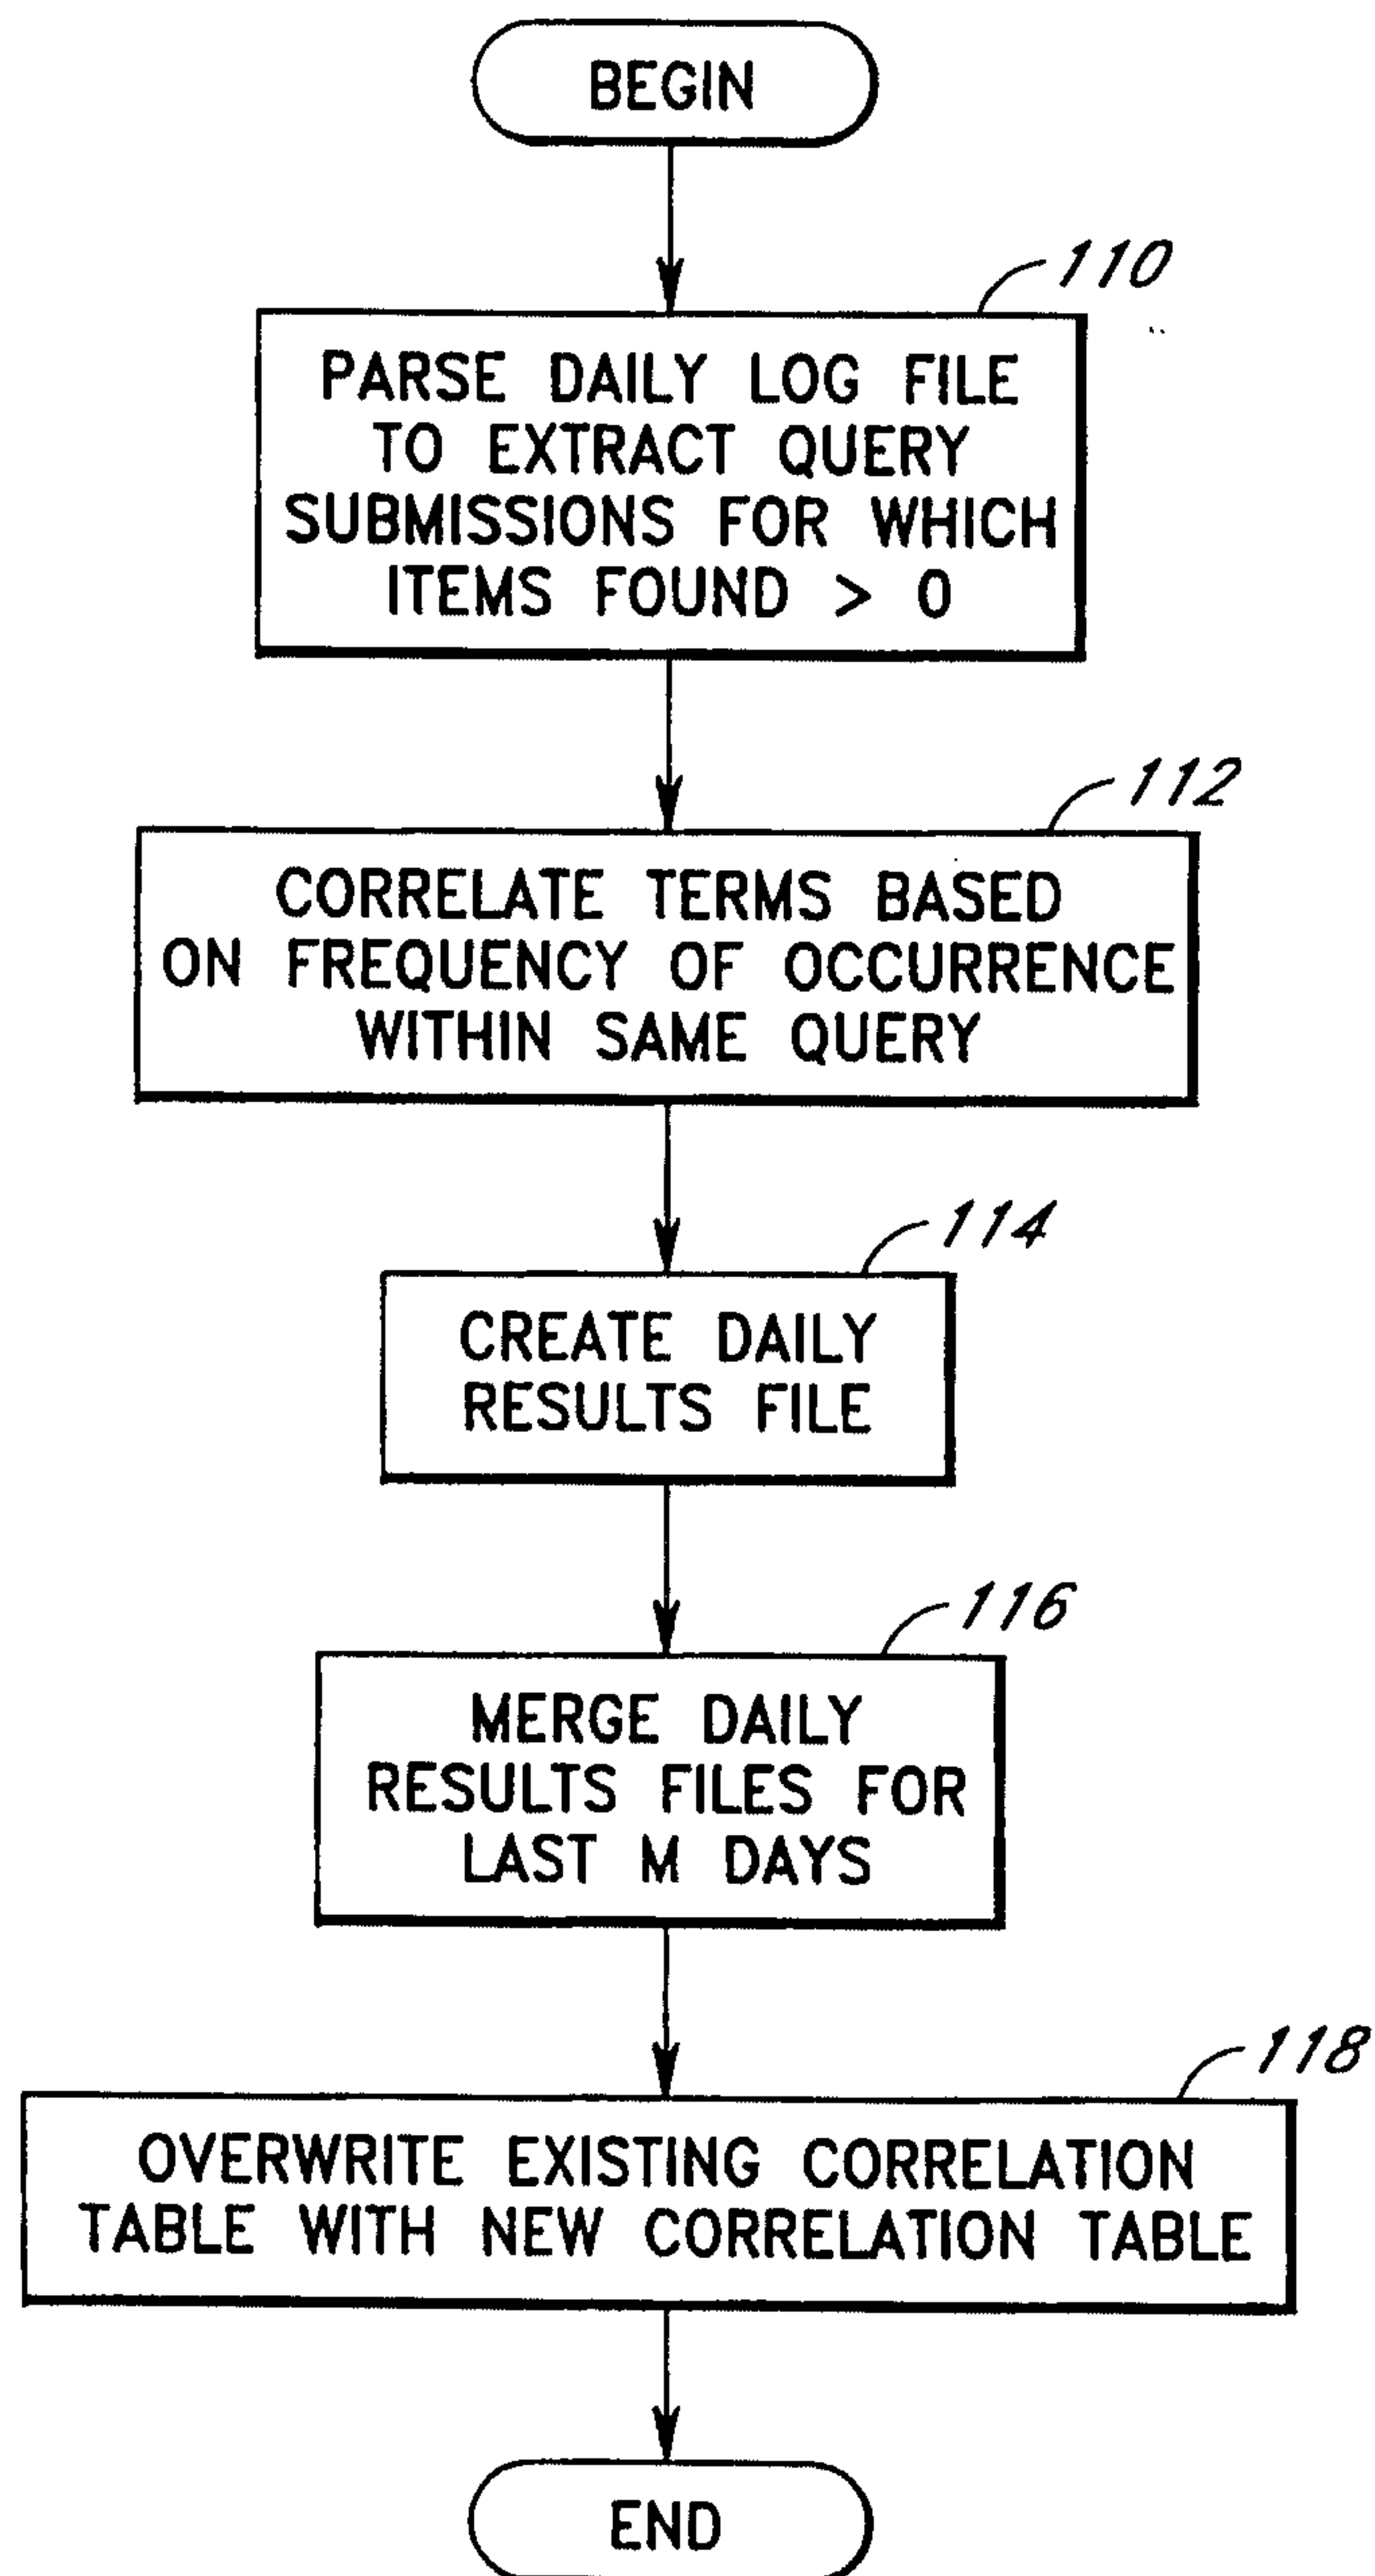 BEGIN
110
PARSE DAILY LOG FILE
TO EXTRACT QUERY
SUBMISSIONS FOR WHICH
ITEMS FOUND > 0
112
CORRELATE TERMS BASED
ON FREQUENCY OF OCCURRENCE
WITHIN SAME QUERY
114
CREATE DAILY
RESULTS FILE
116
MERGE DAILY
RESULTS FILES FOR
LAST M DAYS
118
OVERWRITE EXISTING CORRELATION
TABLE WITH NEW CORRELATION TABLE
END